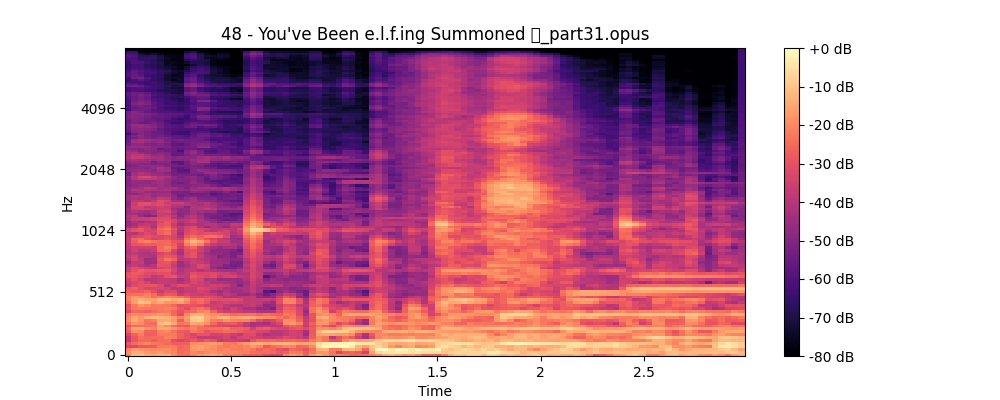 48 - You've Been e.l.f.ing Summoned _part31.opus
+0 dB
-10 dB
-20 dB
-30 dB
-40 dB
-50 dB
-60 dB
-70 dB
-80 dB
4096
2048
1024
512
0
Hz
0
0.5
1
1.5
2
2.5
Time